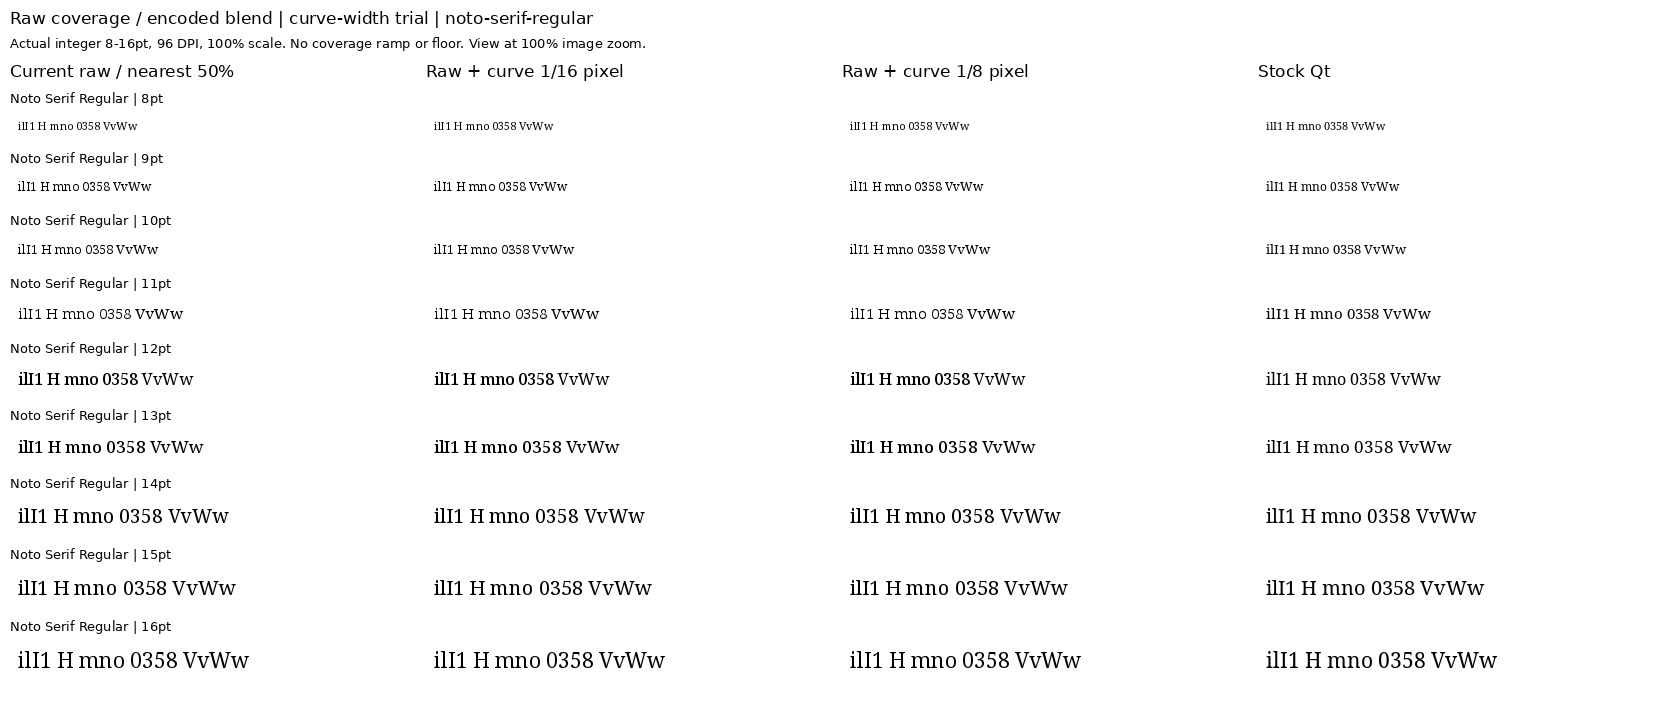 Raw coverage / encoded blend | curve-width trial | noto-serif-regular
Actual integer 8-16pt, 96 DPI, 100% scale. No coverage ramp or floor. View at 100% image zoom.
Current raw / nearest 50% Raw + curve 1/16 pixel Raw + curve 1/8 pixel Stock Qt
Noto Serif Regular | 8pt
ilI1 H mno 0358 VvWw ilI1 H mno 0358 VvWw ilI1 H mno 0358 VvWw ilI1 H mno 0358 VvWw
Noto Serif Regular | 9pt
ilI1 H mno 0358 VvWw ilI1 H mno 0358 VvWw ilI1 H mno 0358 VvWw ilI1 H mno 0358 VvWw
Noto Serif Regular | 10pt
ilI1 H mno 0358 VvWw ilI1 H mno 0358 VvWw ilI1 H mno 0358 VvWw ilI1 H mno 0358 VvWw
Noto Serif Regular | 11pt
ilI1 H mno 0358 VvWw ilI1 H mno 0358 VvWw ilI1 H mno 0358 VvWw ilI1 H mno 0358 VvWw
Noto Serif Regular | 12pt
ilI1 H mno 0358 VvWw ilI1 H mno 0358 VvWw ilI1 H mno 0358 VvWw ilI1 H mno 0358 VvWw
Noto Serif Regular | 13pt
ilI1 H mno 0358 VvWw ilI1 H mno 0358 VvWw ilI1 H mno 0358 VvWw ilI1 H mno 0358 VvWw
Noto Serif Regular | 14pt
ilI1 H mno 0358 VvWw ilI1 H mno 0358 VvWw ilI1 H mno 0358 VvWw ilI1 H mno 0358 VvWw
Noto Serif Regular | 15pt
ilI1 H mno 0358 VvWw ilI1 H mno 0358 VvWw ilI1 H mno 0358 VvWw ilI1 H mno 0358 VvWw
Noto Serif Regular | 16pt
ilI1 H mno 0358 VvWw ilI1 H mno 0358 VvWw ilI1 H mno 0358 VvWw ilI1 H mno 0358 VvWw